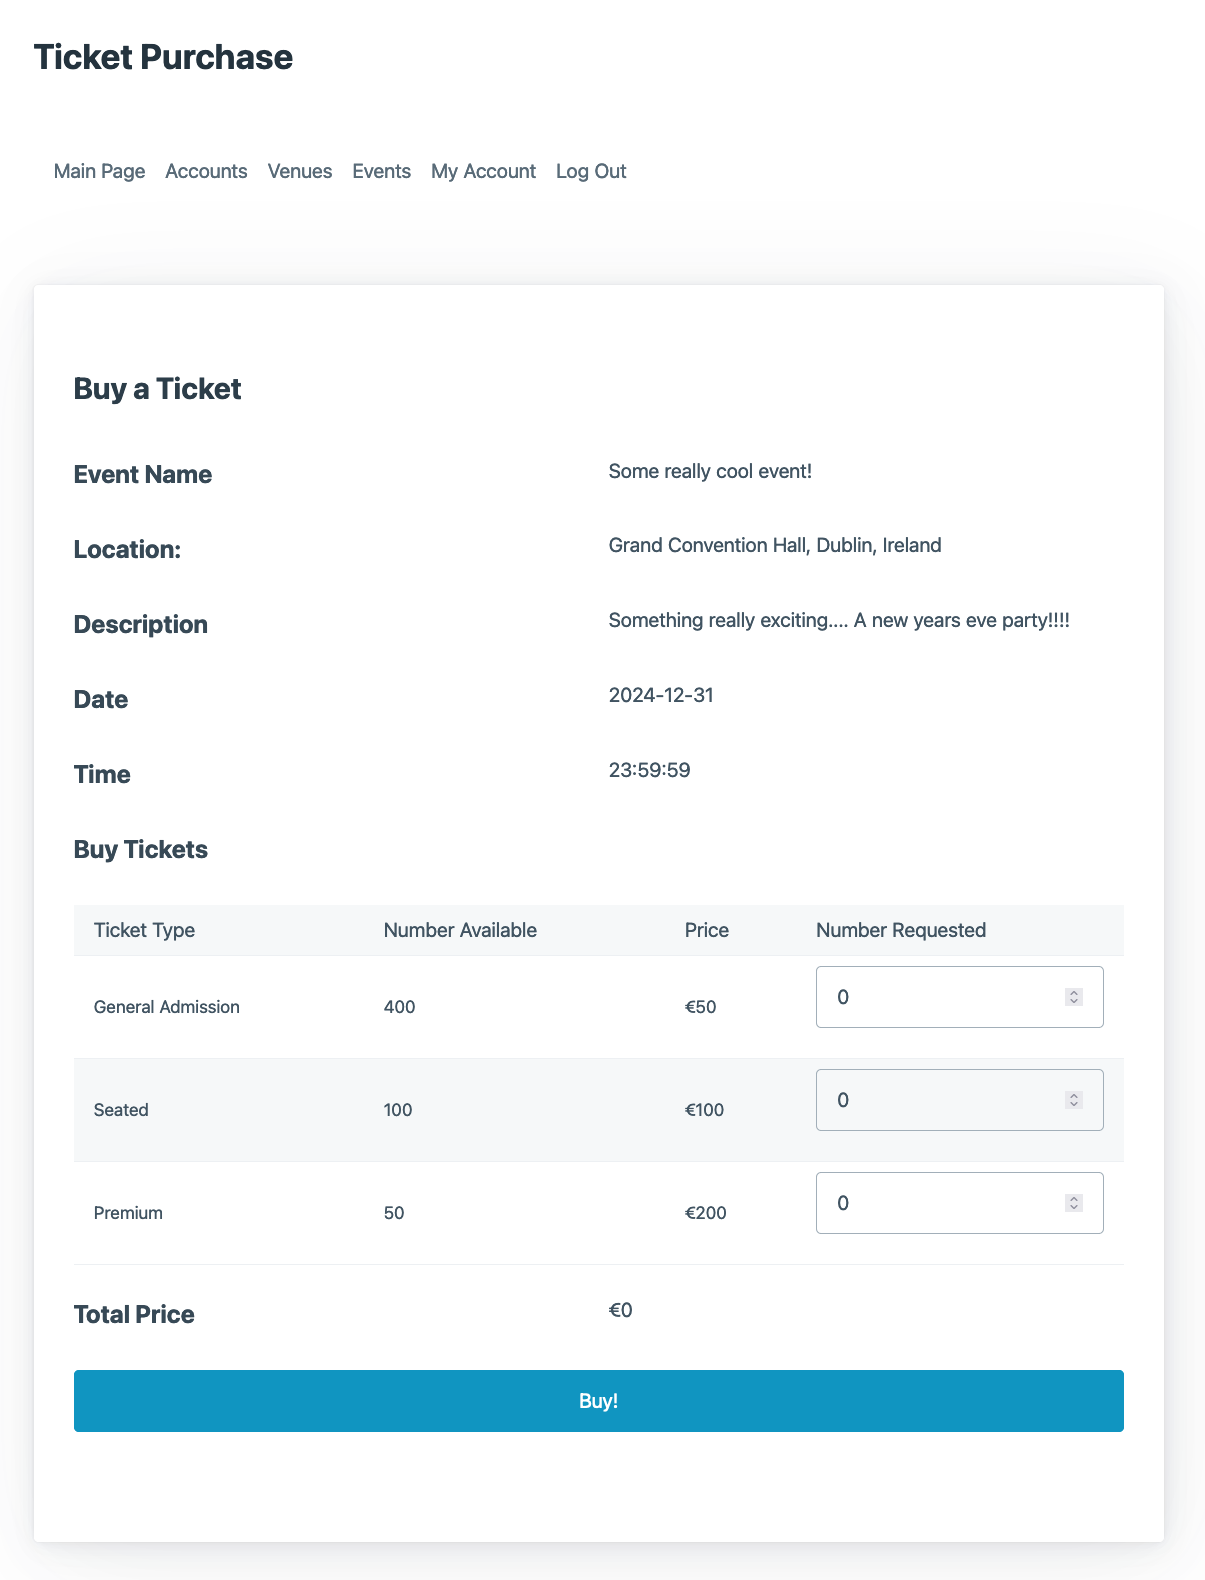 Ticket Purchase
Main Page Accounts Venues Events My Account Log Out
Buy a Ticket
Event Name Some really cool event!
Location: Grand Convention Hall, Dublin, Ireland
Description Something really exciting.... A new years eve party!!!!
Date 2024-12-31
Time 23:59:59
Buy Tickets
Ticket Type Number Available Price Number Requested
General Admission 400 €50 0
Seated 100 €100 0
Premium 50 €200 0
Total Price €0
Buy!